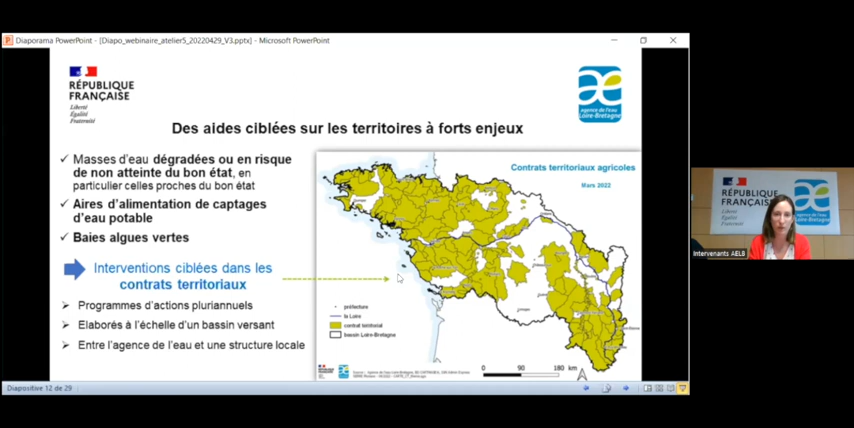 Diaporama PowerPoint - [Diapo_webinaire_atelier5_20220429_V3.pptx] - Microsoft PowerPoint
RÉPUBLIQUE
FRANÇAISE
Liberté
Égalité
Fraternité
agence de l'eau
Loire-Bretagne
Des aides ciblées sur les territoires à forts enjeux
✓ Masses d'eau dégradées ou en risque
de non atteinte du bon état, en
particulier celles proches du bon état
✓ Aires d'alimentation de captages
d'eau potable
✓ Baies algues vertes
Interventions ciblées dans les
contrats territoriaux
Programmes d'actions pluriannuels
Elaborés à l'échelle d'un bassin versant
Entre l'agence de l'eau et une structure locale
Contrats territoriaux agricoles
Mars 2022
préfecture
la Loire
contrat territorial
bassin Loire-Bretagne
0 90 180 km
Diapositive 12 de 29
RÉPUBLIQUE
FRANÇAISE
Liberté
Égalité
Fraternité
agence de l'eau
Loire-Bretagne
Intervenants AELB